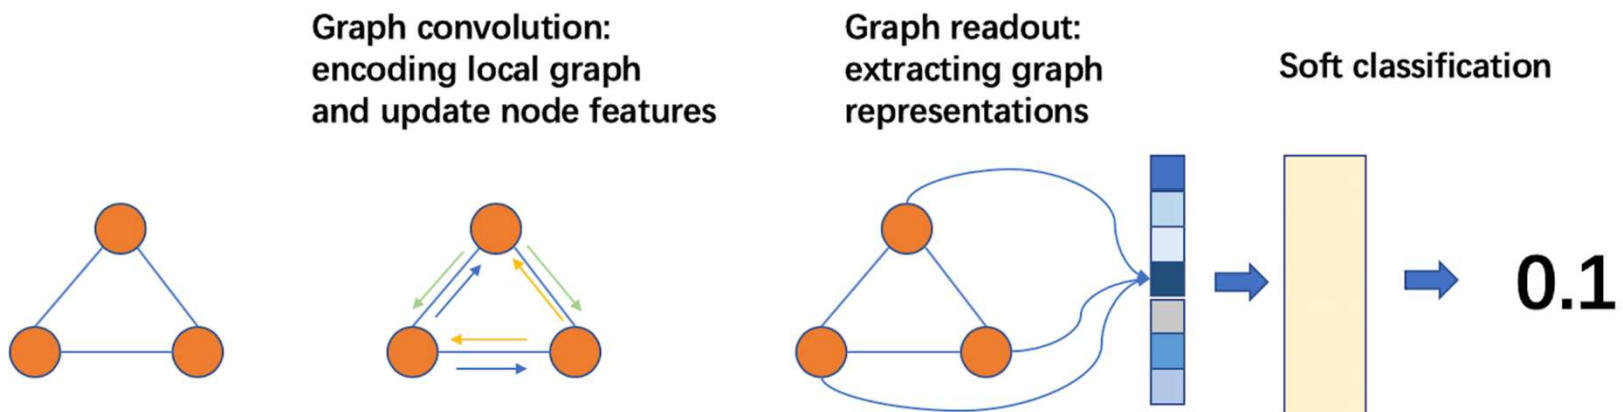 Graph convolution:
encoding local graph
and update node features
Graph readout:
extracting graph
representations
Soft classification
0.1